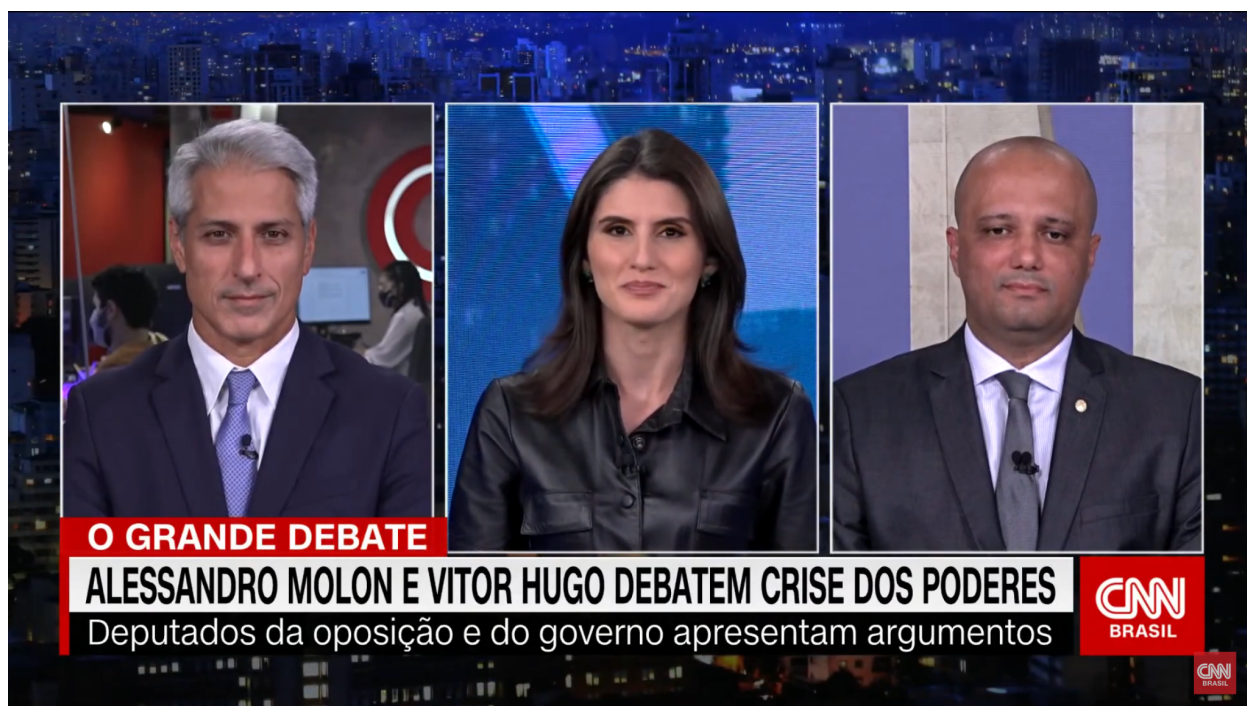 O GRANDE DEBATE
ALESSANDRO MOLON E VITOR HUGO DEBATEM CRISE DOS PODERES
Deputados da oposição e do governo apresentam argumentos
CNN
BRASIL
CNN
BRASIL